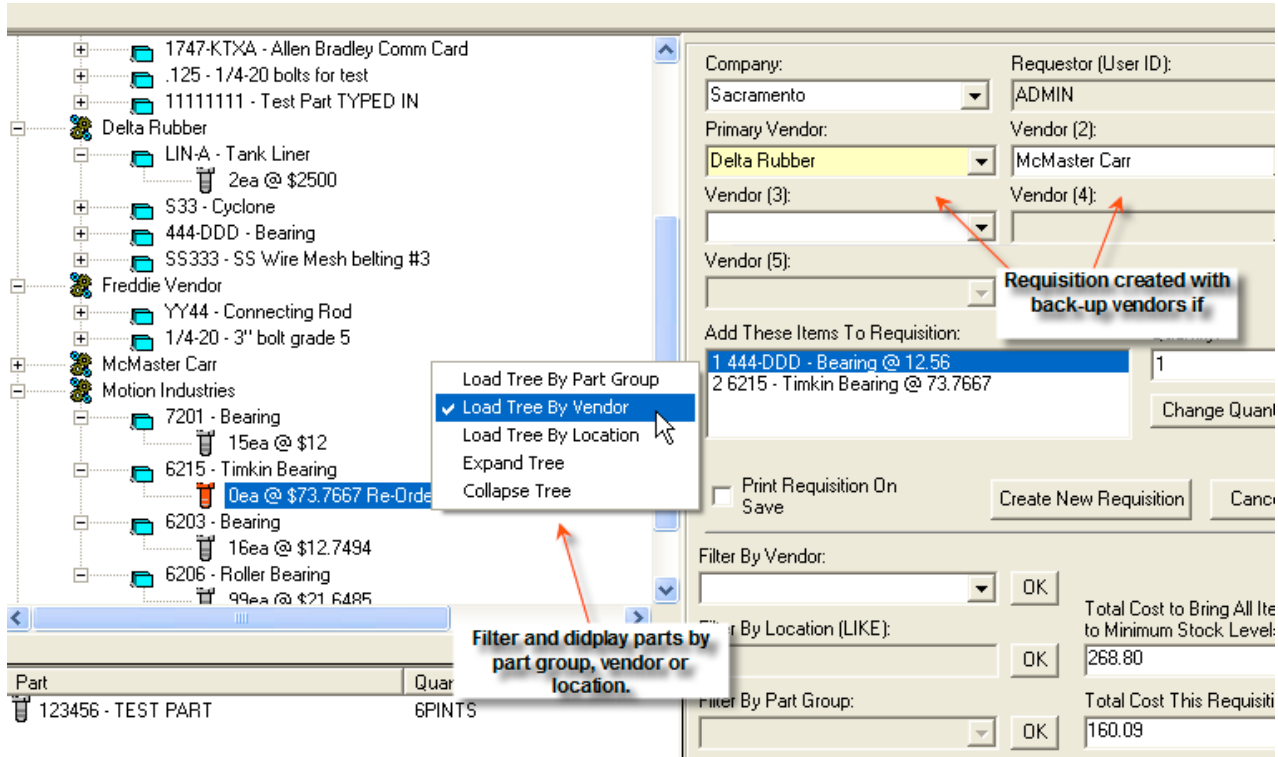 1747-KTXA - Allen Bradley Comm Card
.125 - 1/4-20 bolts for test
11111111 - Test Part TYPED IN
Delta Rubber
LIN-A - Tank Liner
2ea @ $2500
S33 - Cyclone
444-DDD - Bearing
SS333 - SS Wire Mesh belting #3
Freddie Vendor
YY44 - Connecting Rod
1/4-20 - 3" bolt grade 5
McMaster Carr
Motion Industries
7201 - Bearing
15ea @ $12
6215 - Timkin Bearing
0ea @ $73.7667 Re-Orde
6203 - Bearing
16ea @ $12.7494
6206 - Roller Bearing
99ea @ $21.6485
Load Tree By Part Group
Load Tree By Vendor
Load Tree By Location
Expand Tree
Collapse Tree
Filter and didplay parts by
part group, vendor or
location.
Part
Quar
123456 - TEST PART
6PINTS
Company:
Requestor (User ID):
Sacramento
ADMIN
Primary Vendor:
Vendor (2):
Delta Rubber
McMaster Carr
Vendor (3):
Vendor (4):
Vendor (5):
Requisition created with
back-up vendors if
Add These Items To Requisition:
1 444-DDD - Bearing @ 12.56
1
2 6215 - Timkin Bearing @ 73.7667
Change Quant
Print Requisition On
Save
Create New Requisition
Cance
Filter By Vendor:
OK
Total Cost to Bring All Ite
to Minimum Stock Levels
r By Location (LIKE):
OK
268.80
Filter By Part Group:
Total Cost This Requisiti
OK
160.09